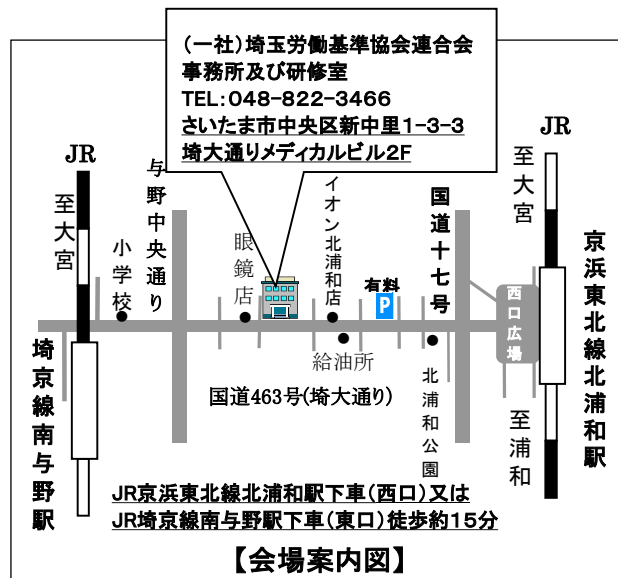 （一社）埼玉労働基準協会連合会
事務所及び研修室
TEL：048-822-3466
さいたま市中央区新中里1-3-3
埼大通りメディカルビル2F
JR
JR
至大宮
与野中央通り
イオン北浦和店
国道十七号
至大宮
小学校
眼鏡店
有料
P
西口広場
京浜東北線北浦和駅
埼京線南与野駅
給油所
国道463号(埼大通り)
北浦和公園
至浦和
JR京浜東北線北浦和駅下車（西口）又は
JR埼京線南与野駅下車（東口）徒歩約15分
【会場案内図】